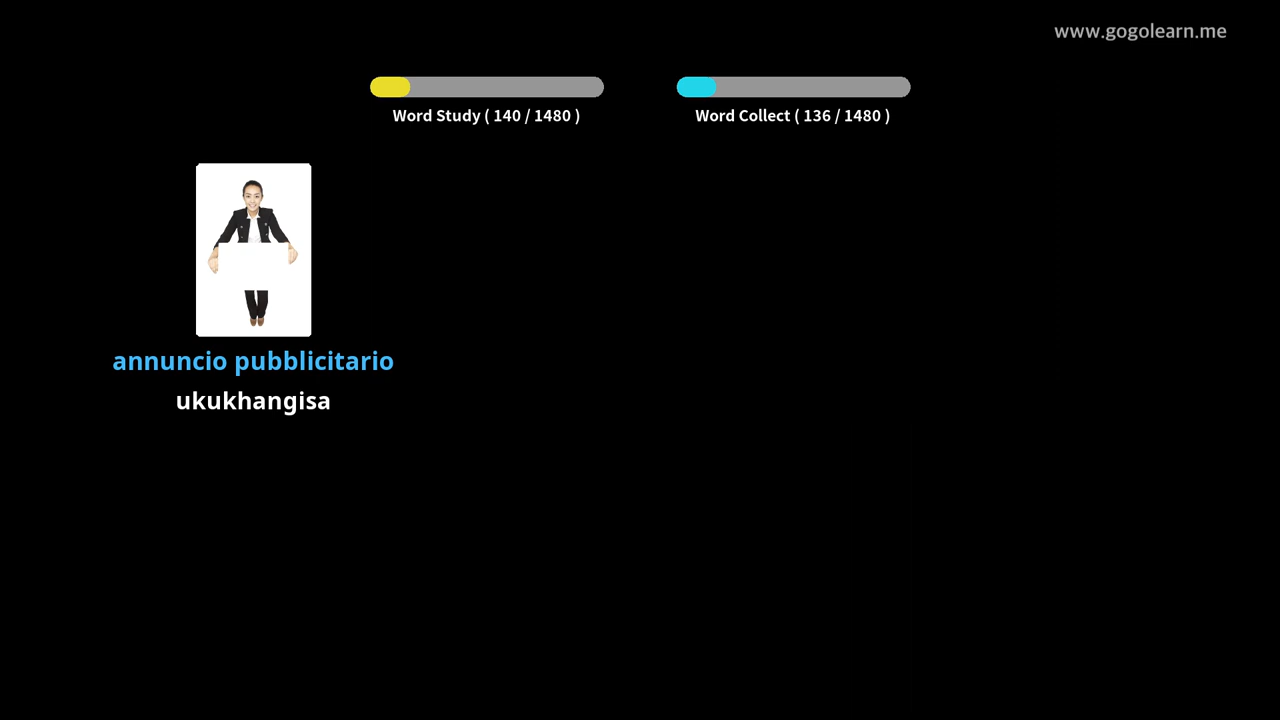 www.gogolearn.me
Word Study ( 140 / 1480 )
Word Collect ( 136 / 1480 )
annuncio pubblicitario
ukukhangisa